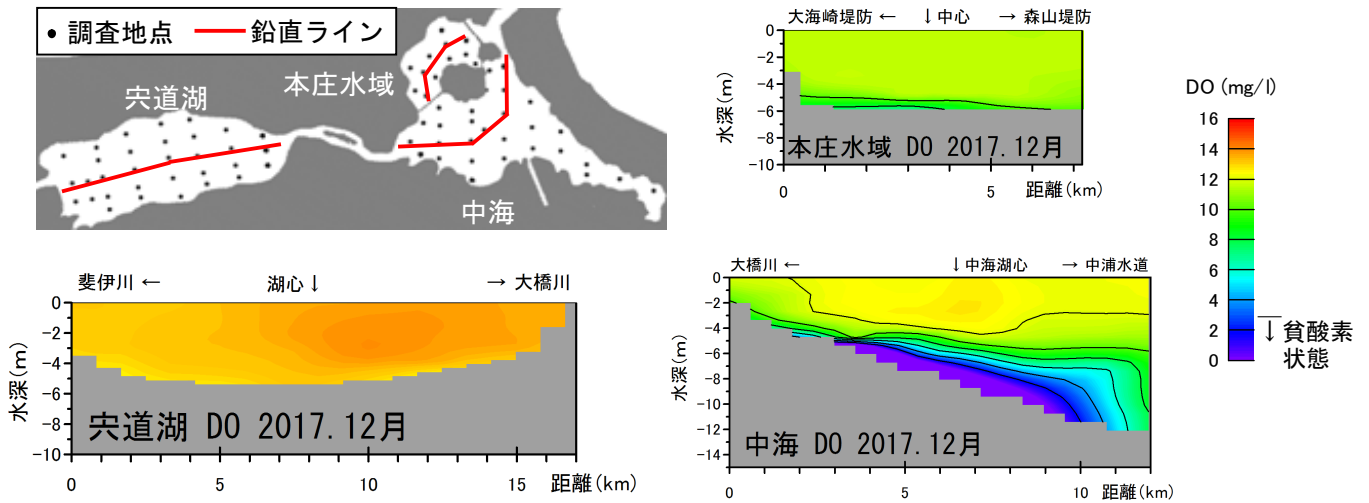 • 調査地点 ━ 鉛直ライン
宍道湖
本庄水域
中海
大海崎堤防 ← ↓中心 → 森山堤防
0
-2
-4
-6
-8
-10
水深(m)
本庄水域 DO 2017.12月
0 5 距離(km)
DO (mg/l)
16
14
12
10
8
6
4
2
0
↓ 貧酸素
状態
斐伊川 ← 湖心↓ → 大橋川
0
-2
-4
-6
-8
-10
水深(m)
宍道湖 DO 2017.12月
0 5 10 15 距離(km)
大橋川 ← ↓中海湖心 → 中浦水道
0
-2
-4
-6
-8
-10
-12
-14
水深(m)
中海 DO 2017.12月
0 5 10 距離(km)